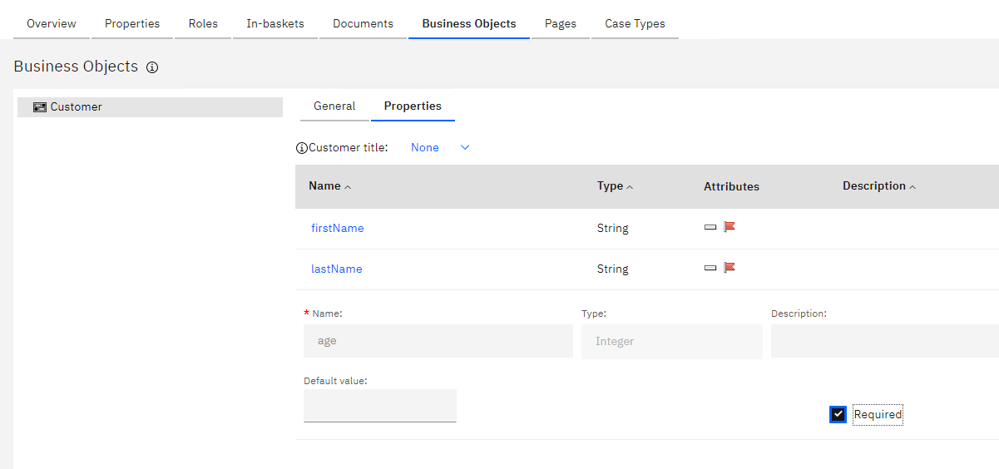 Overview Properties Roles In-baskets Documents Business Objects Pages Case Types
Business Objects
Customer
General Properties
Customer title: None
Name Type Attributes Description
firstName String
lastName String
* Name: Type: Description:
age Integer
Default value:
Required